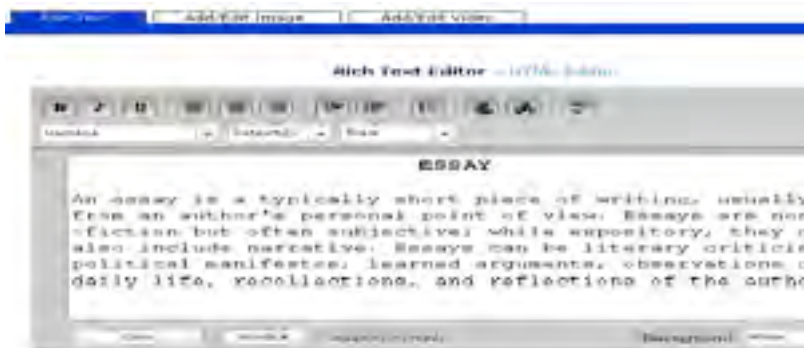 Add/Edit Image Add/Edit Video
Rich Text Editor - HTML Editor
B I U
ESSAY
An essay is a typically short piece of writing, usually
from an author's personal point of view. Essays are non
-fiction but often subjective; while expository, they
also include narrative. Essays can be literary
political manifestos, learned arguments, observations
daily life, recollections, and reflections of the
Background